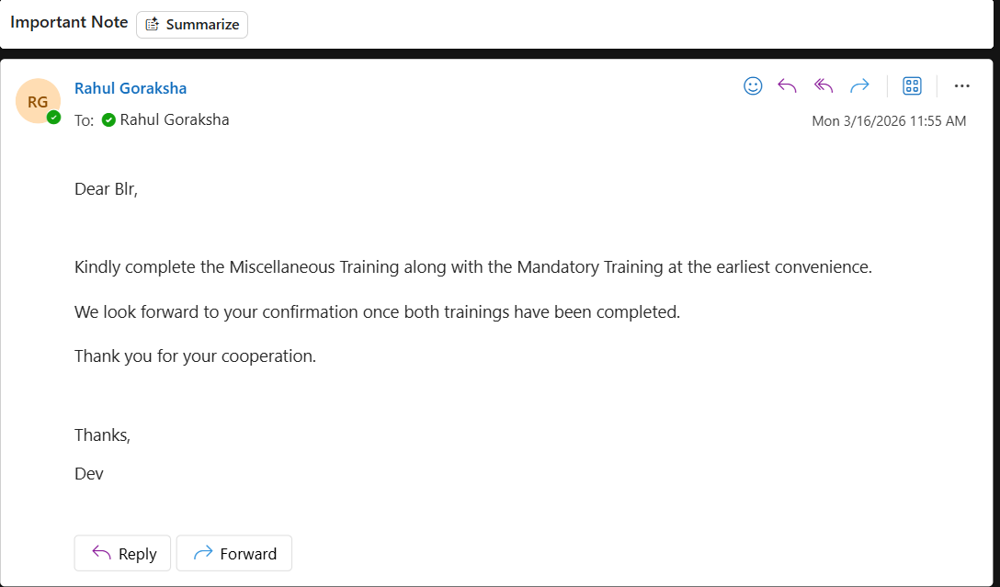 Important Note Summarize
RG
Rahul Goraksha
To: Rahul Goraksha
Mon 3/16/2026 11:55 AM
Dear Blr,
Kindly complete the Miscellaneous Training along with the Mandatory Training at the earliest convenience.
We look forward to your confirmation once both trainings have been completed.
Thank you for your cooperation.
Thanks,
Dev
Reply Forward